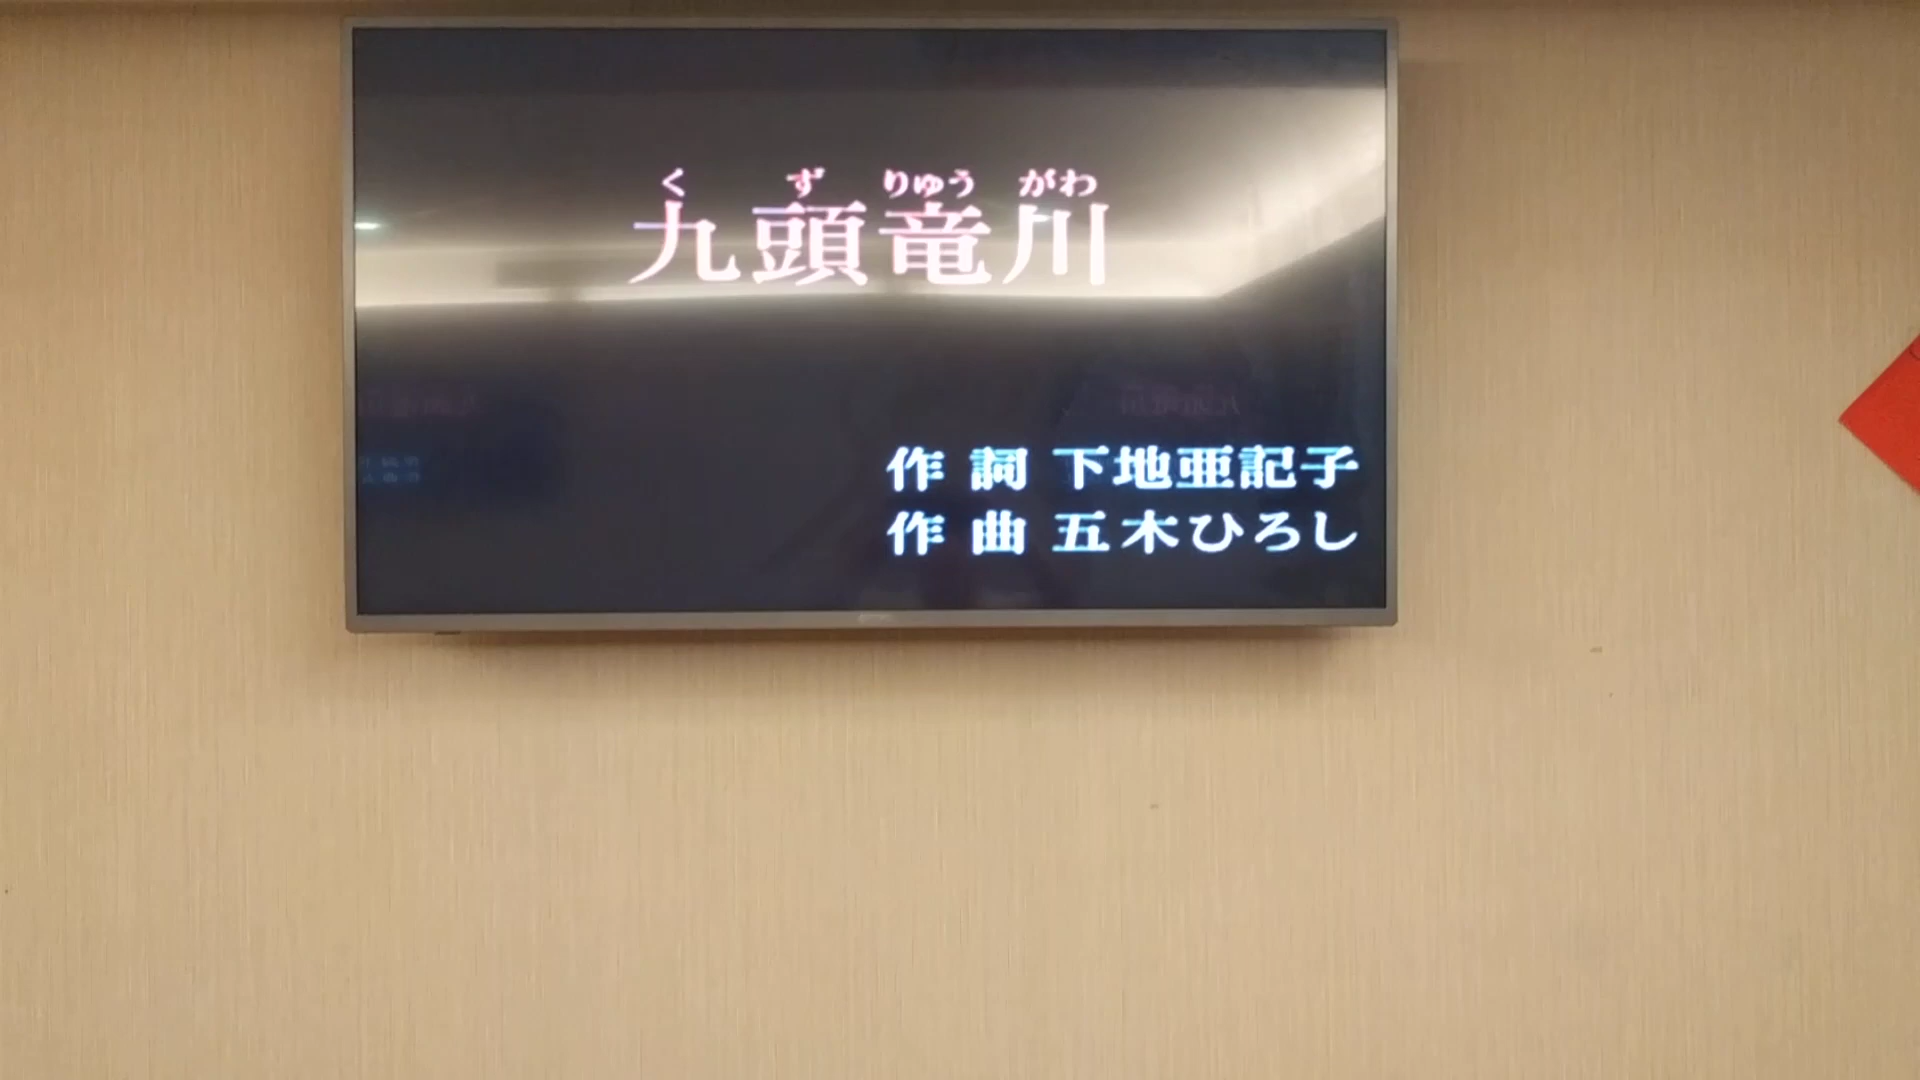 く ず りゅう がわ
九頭竜川
作 詞 下地亜記子
作 曲 五木ひろし